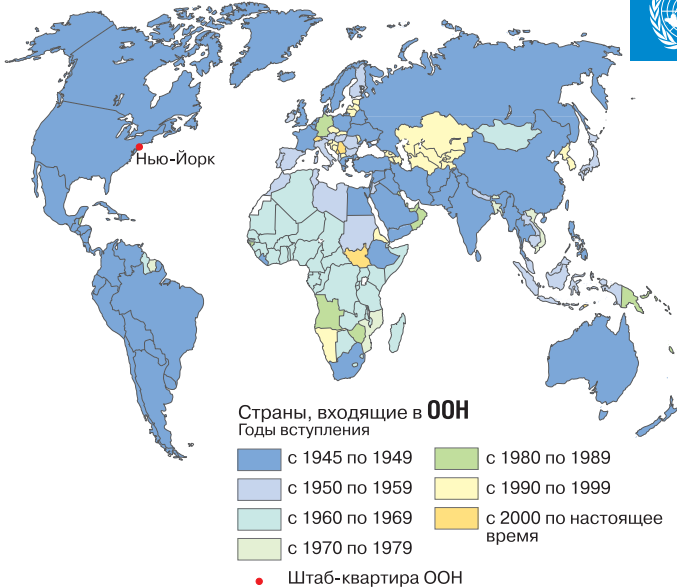 Нью-Йорк
Страны, входящие в ООН
Годы вступления
с 1945 по 1949
с 1950 по 1959
с 1960 по 1969
с 1970 по 1979
с 1980 по 1989
с 1990 по 1999
с 2000 по настоящее
время
Штаб-квартира ООН